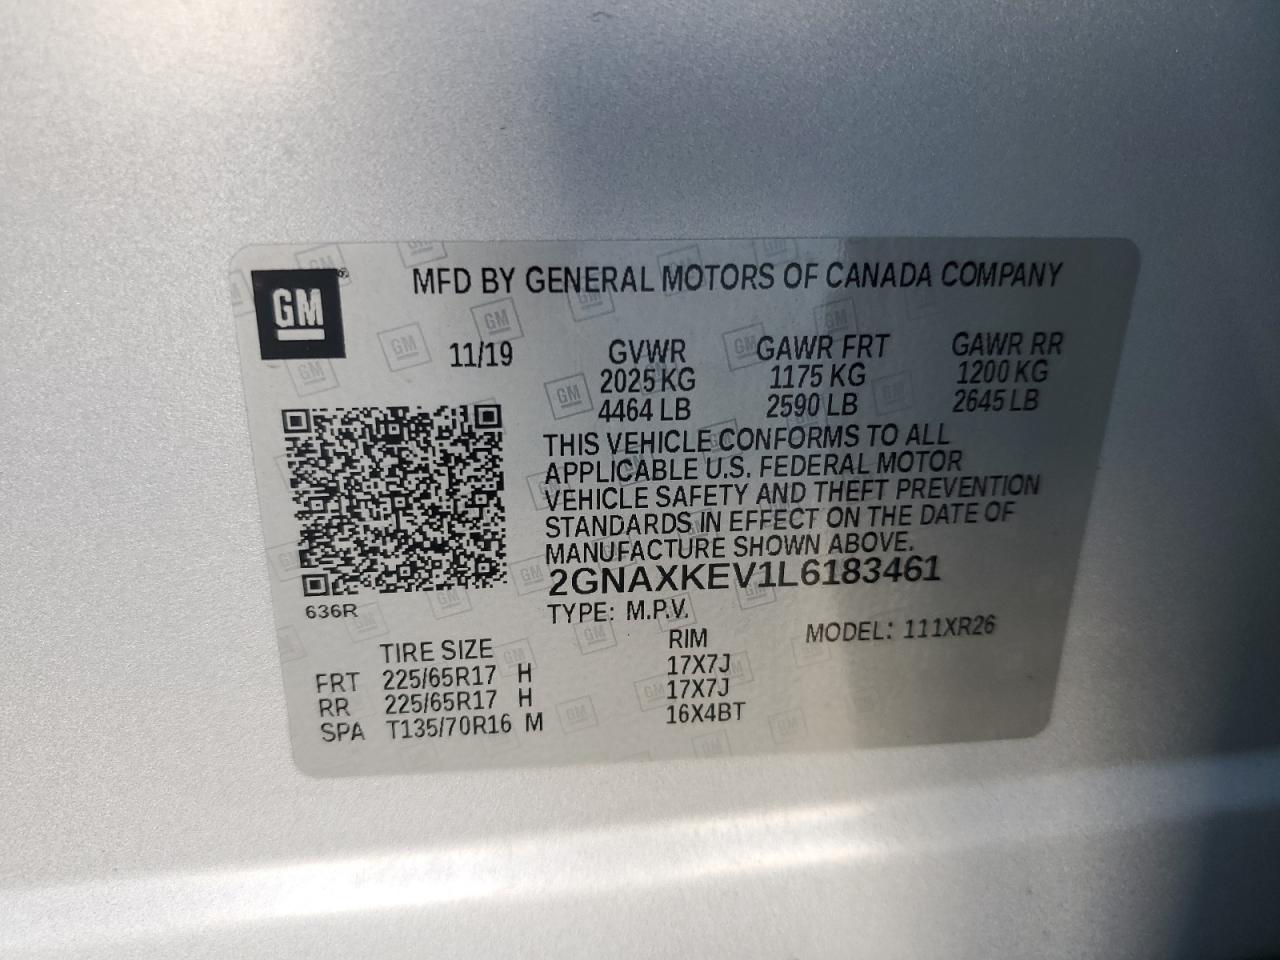 GM®
MFD BY GENERAL MOTORS OF CANADA COMPANY
11/19
GVWR GAWR FRT GAWR RR
2025 KG 1175 KG 1200 KG
4464 LB 2590 LB 2645 LB
THIS VEHICLE CONFORMS TO ALL
APPLICABLE U.S. FEDERAL MOTOR
VEHICLE SAFETY AND THEFT PREVENTION
STANDARDS IN EFFECT ON THE DATE OF
MANUFACTURE SHOWN ABOVE.
2GNAXKEV1L6183461
636R
TYPE: M.P.V. MODEL: 111XR26
TIRE SIZE RIM
FRT 225/65R17 H 17X7J
RR 225/65R17 H 17X7J
SPA T135/70R16 M 16X4BT